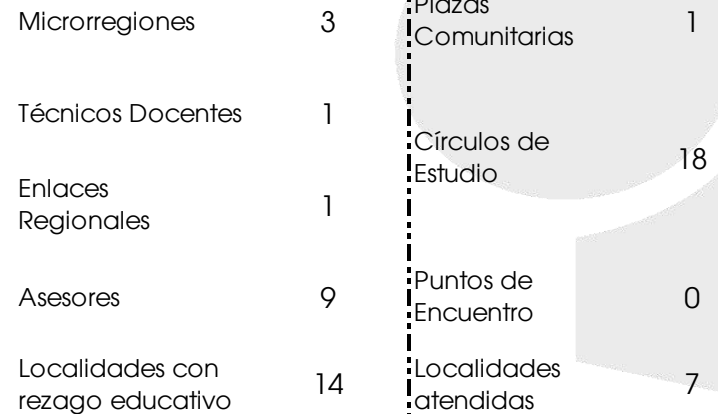 Microrregiones 3
Técnicos Docentes 1
Enlaces
Regionales 1
Asesores 9
Localidades con
rezago educativo 14
Plazas
Comunitarias 1
Círculos de
Estudio 18
Puntos de
Encuentro 0
Localidades
atendidas 7